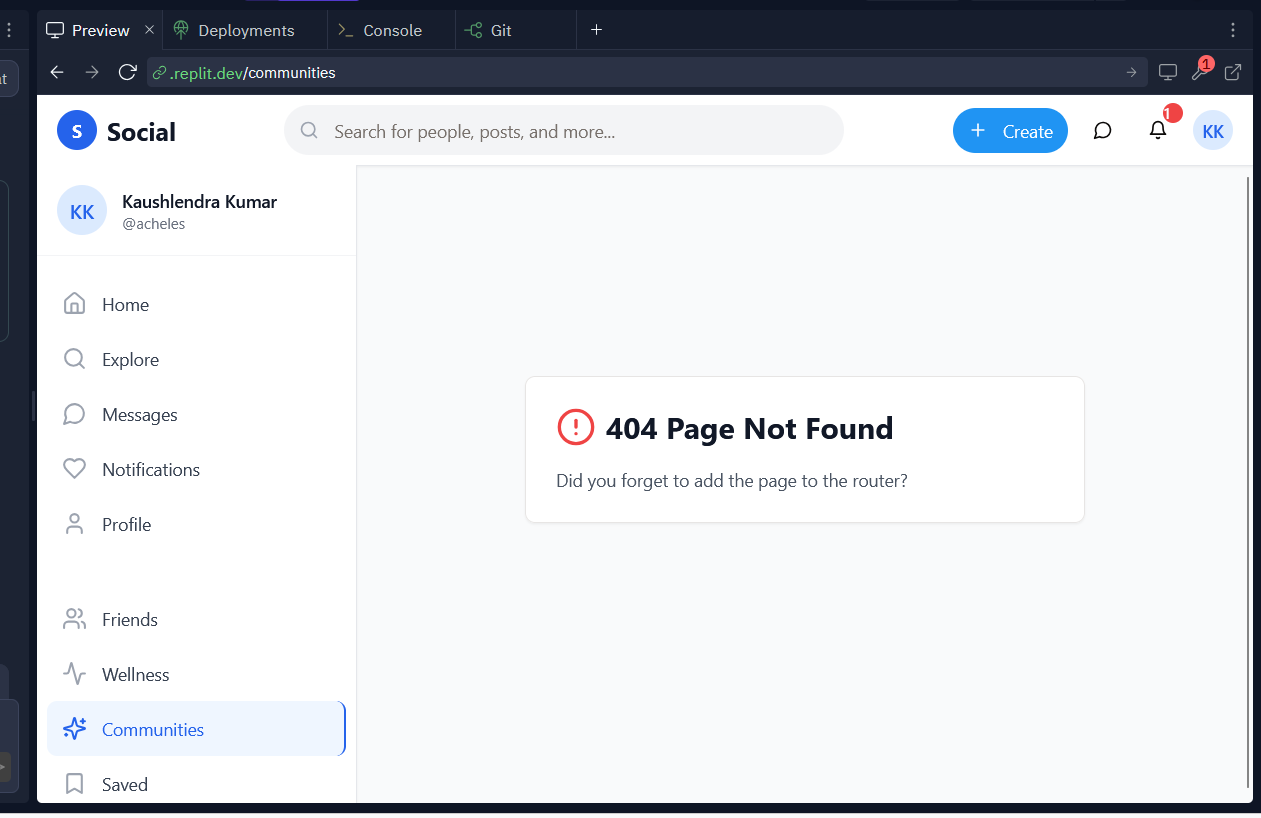 Preview
Deployments
Console
Git
.replit.dev/communities
1
S
Social
Search for people, posts, and more...
Create
1
KK
KK
Kaushlendra Kumar
@acheles
Home
Explore
Messages
Notifications
Profile
Friends
Wellness
Communities
Saved
404 Page Not Found
Did you forget to add the page to the router?